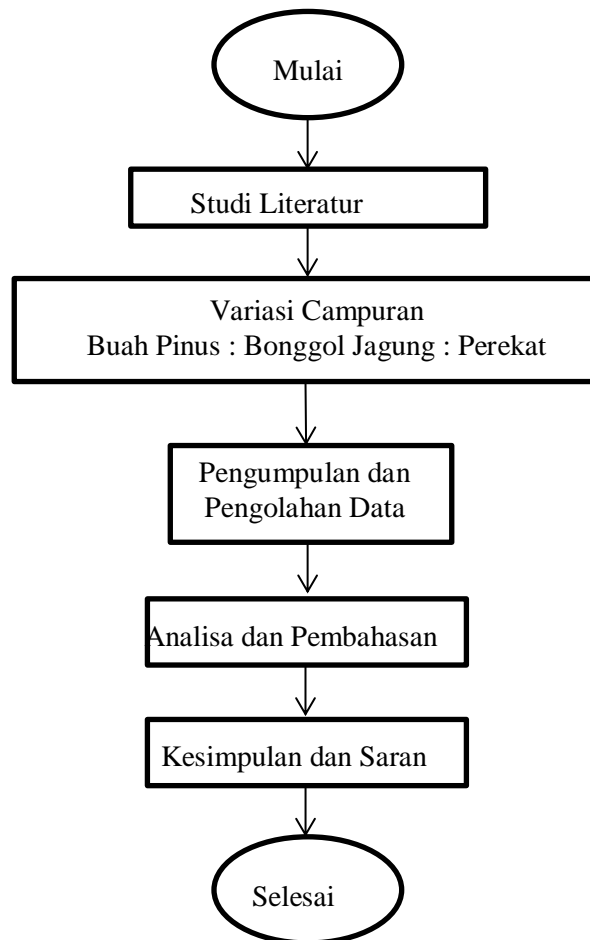 Mulai
Studi Literatur
Variasi Campuran
Buah Pinus : Bonggol Jagung : Perekat
Pengumpulan dan
Pengolahan Data
Analisa dan Pembahasan
Kesimpulan dan Saran
Selesai